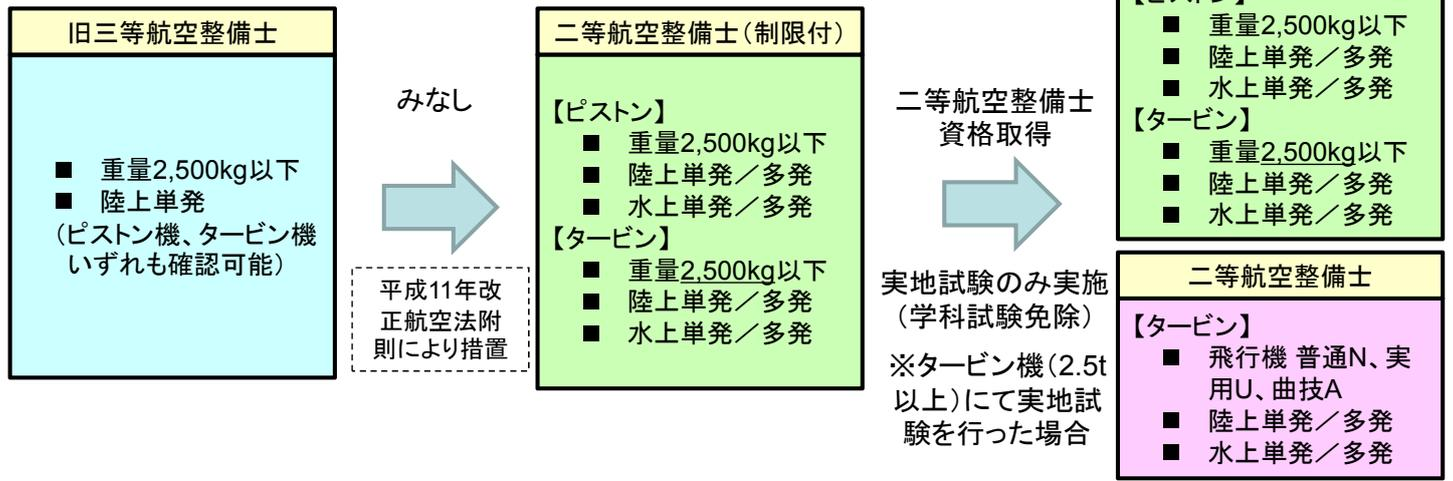 旧三等航空整備士
■ 重量2,500kg以下
■ 陸上単発
（ピストン機、タービン機
いずれも確認可能）
みなし
平成11年改
正航空法附
則により措置
二等航空整備士（制限付）
【ピストン】
■ 重量2,500kg以下
■ 陸上単発／多発
■ 水上単発／多発
【タービン】
■ 重量2,500kg以下
■ 陸上単発／多発
■ 水上単発／多発
二等航空整備士
資格取得
実地試験のみ実施
（学科試験免除）
※タービン機（2.5t
以上）にて実地試
験を行った場合
【ピストン】
■ 重量2,500kg以下
■ 陸上単発／多発
■ 水上単発／多発
【タービン】
■ 重量2,500kg以下
■ 陸上単発／多発
■ 水上単発／多発
二等航空整備士
【タービン】
■ 飛行機 普通N、実
用U、曲技A
■ 陸上単発／多発
■ 水上単発／多発